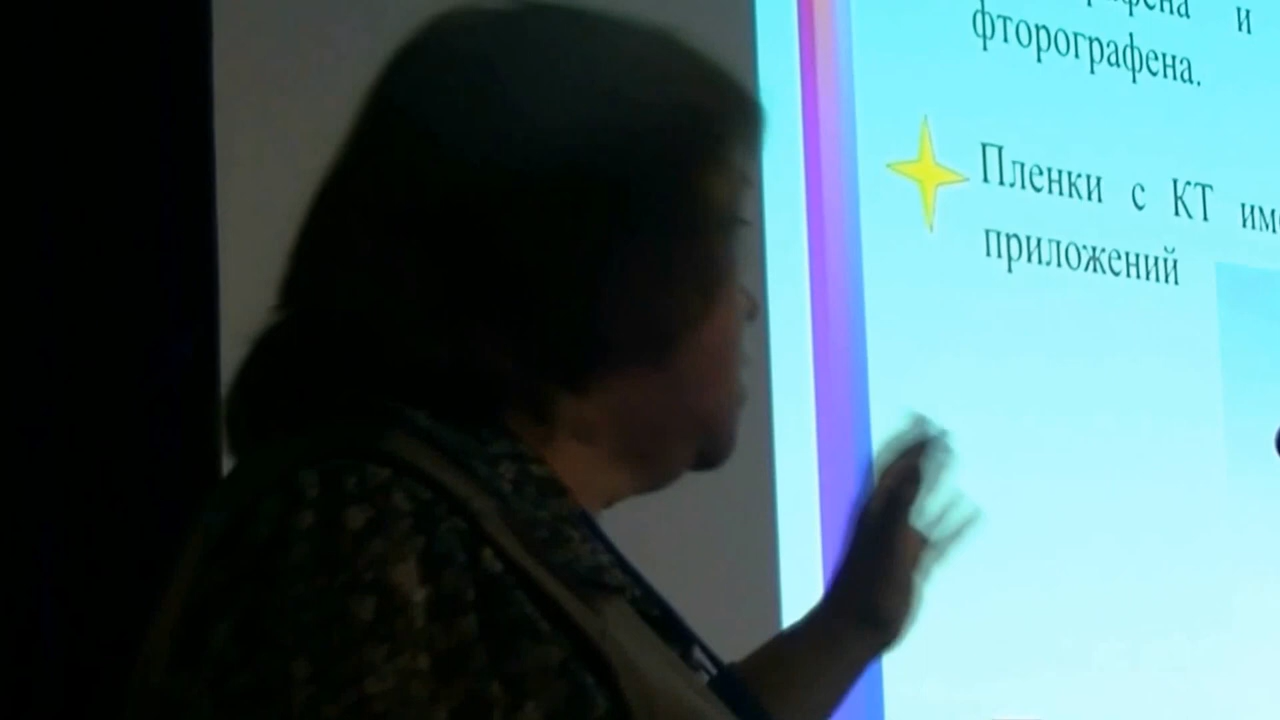 и
фторографена.
Пленки с КТ
приложений